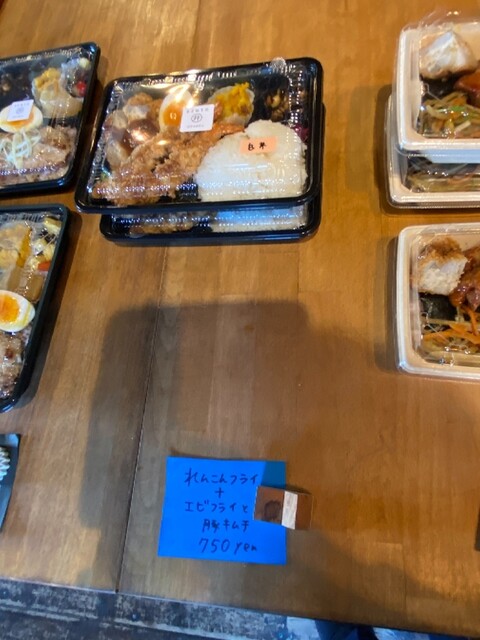 白米
れんこんフライ
+
エビフライと
豚キムチ
750yen